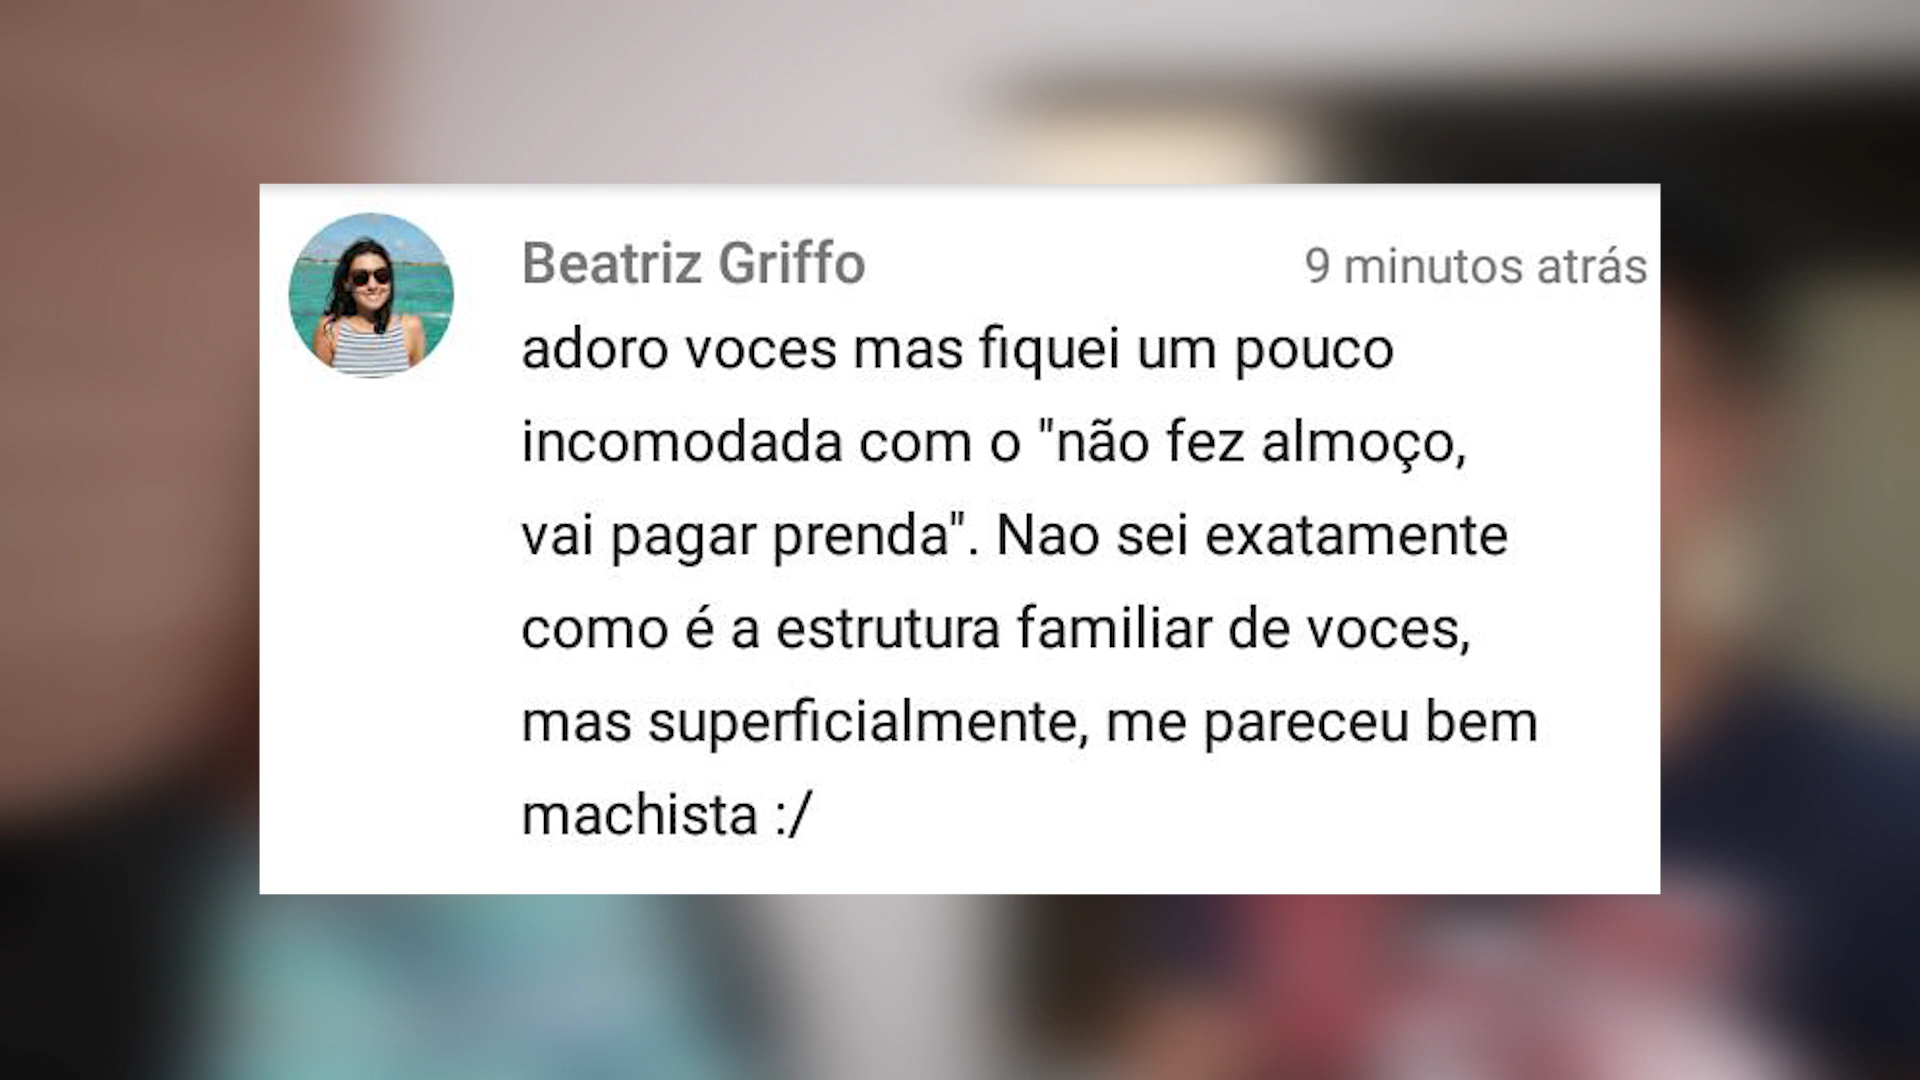 Beatriz Griffo
9 minutos atrás
adoro voces mas fiquei um pouco
incomodada com o "não fez almoço,
vai pagar prenda". Nao sei exatamente
como é a estrutura familiar de voces,
mas superficialmente, me pareceu bem
machista :/